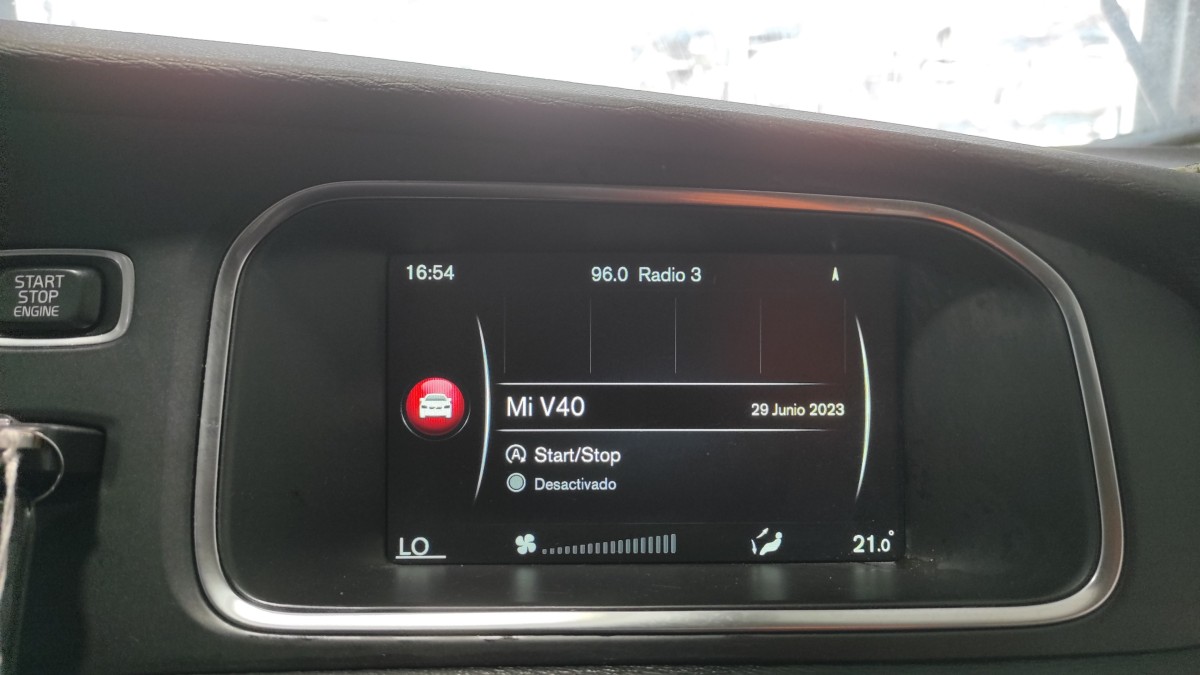 START
STOP
ENGINE
16:54
96.0 Radio 3
Mi V40
29 Junio 2023
A Start/Stop
Desactivado
LO
21.0°